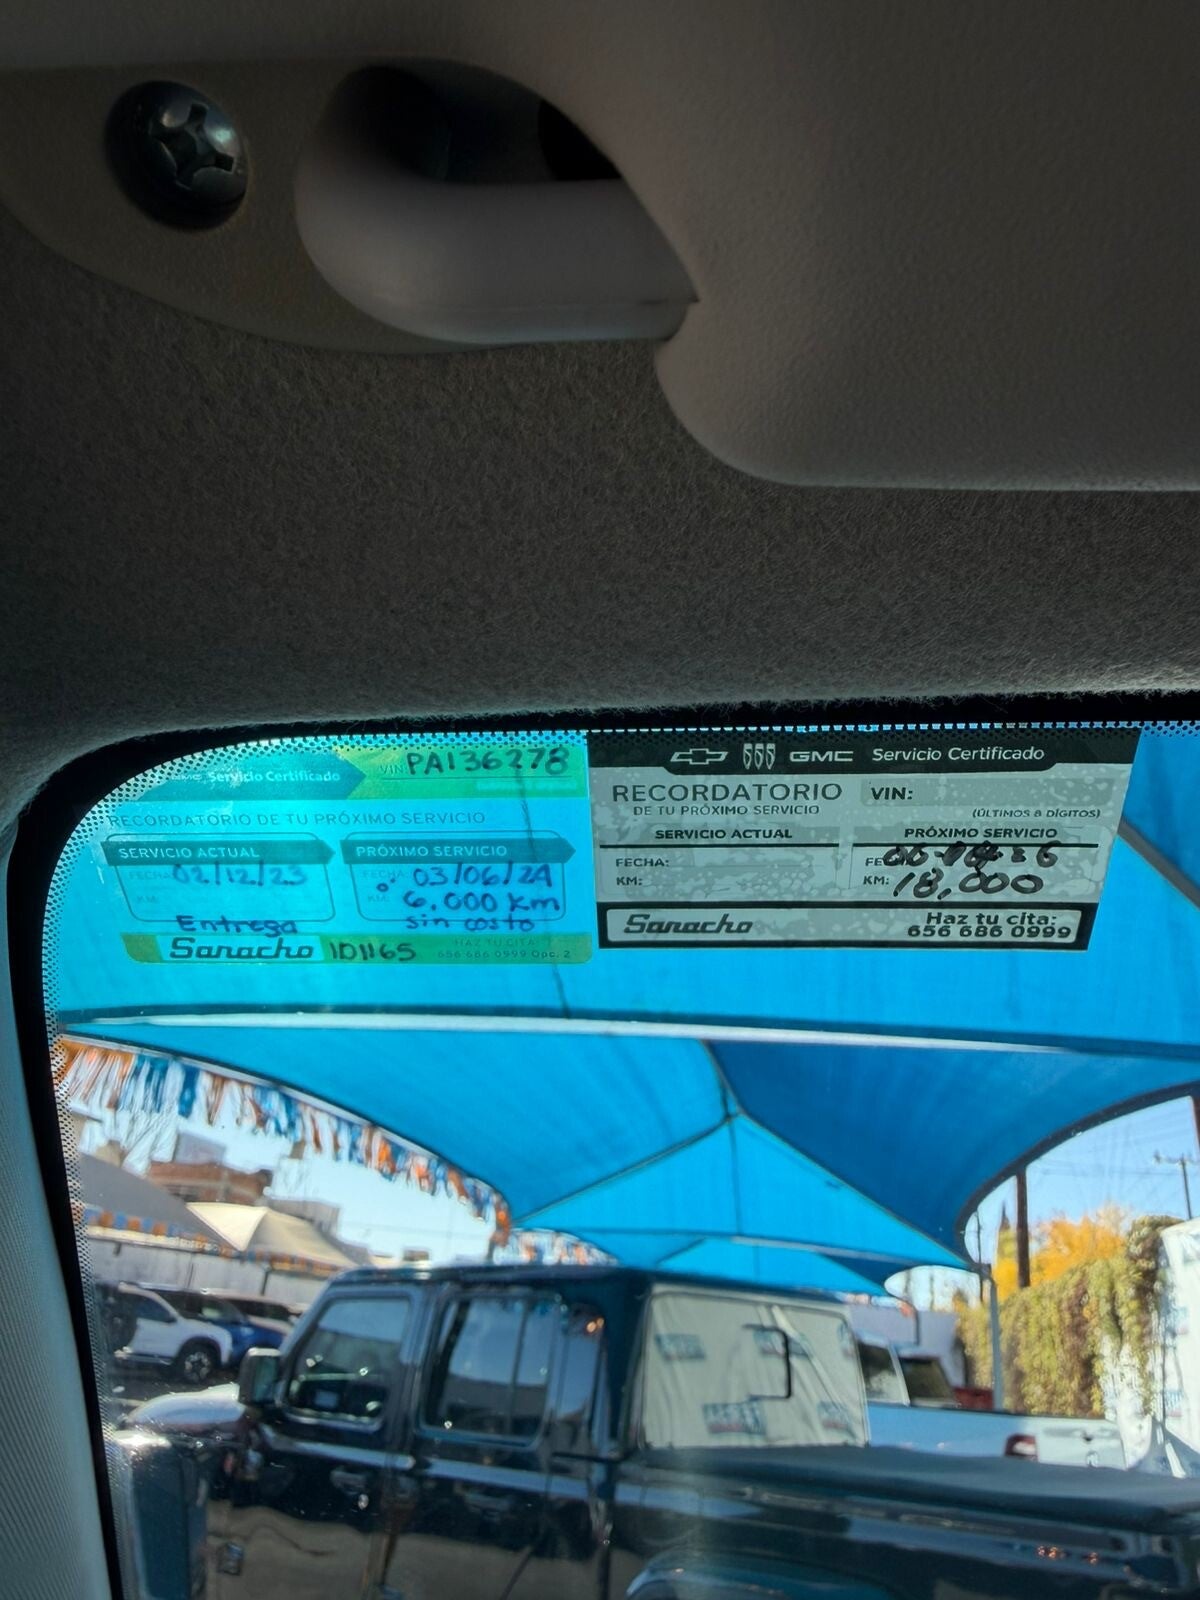 Servicio Certificado
VIN: PA136278
RECORDATORIO DE TU PRÓXIMO SERVICIO
SERVICIO ACTUAL
PRÓXIMO SERVICIO
FECHA: 02/12/23
FECHA: 03/06/24
KM:
KM: 6,000 km
Entrega
sin costo
Sanacho 101165
HAZ TU CITA:
656 686 0999 Opc. 2
GMC Servicio Certificado
RECORDATORIO
DE TU PRÓXIMO SERVICIO
VIN:
(ÚLTIMOS 8 DÍGITOS)
SERVICIO ACTUAL
PRÓXIMO SERVICIO
FECHA:
KM:
KM: 18,000
Sanacho
Haz tu cita:
656 686 0999